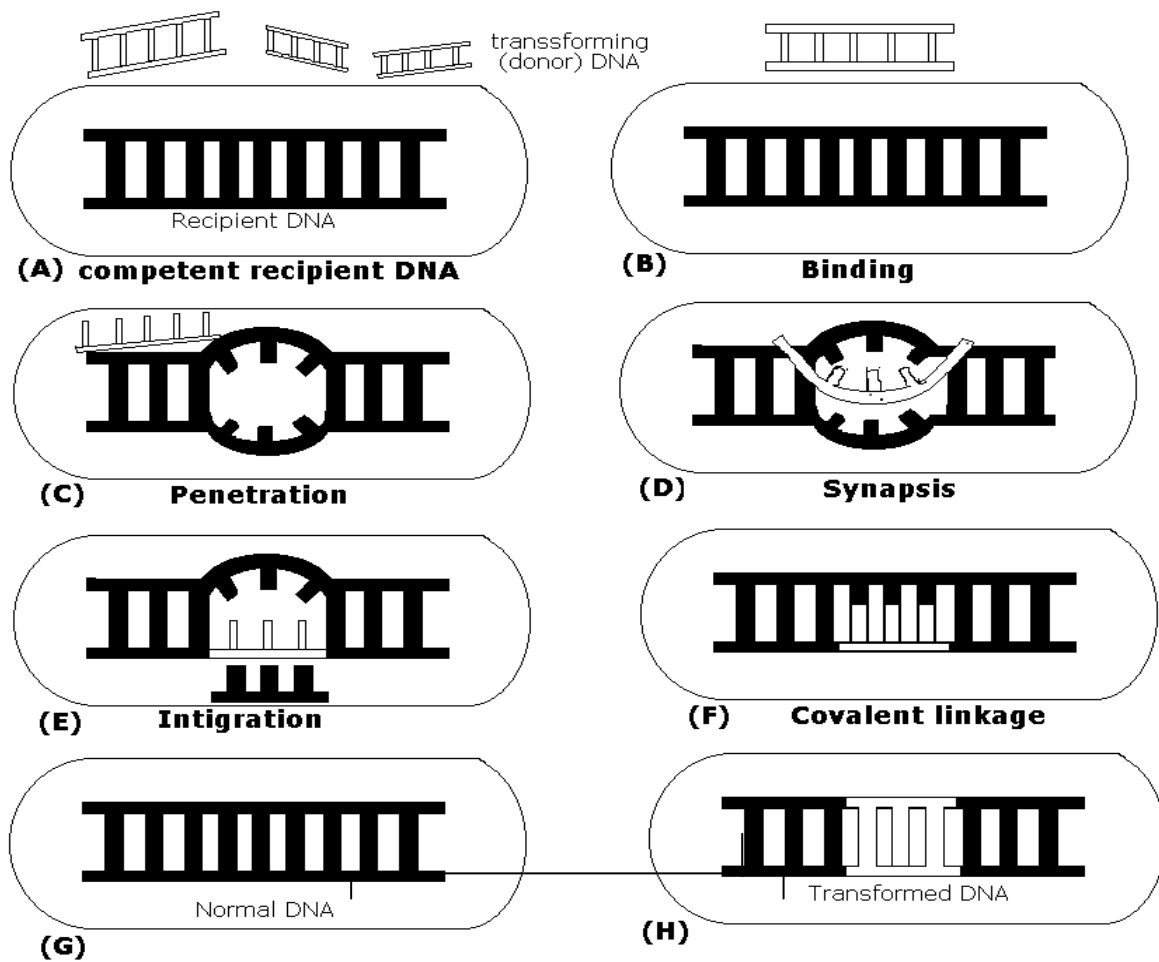 transsforming
(donor) DNA
Recipient DNA
(A) competent recipient DNA
(B) Binding
(C) Penetration
(D) Synapsis
(E) Intigration
(F) Covalent linkage
Normal DNA
(G)
Transformed DNA
(H)